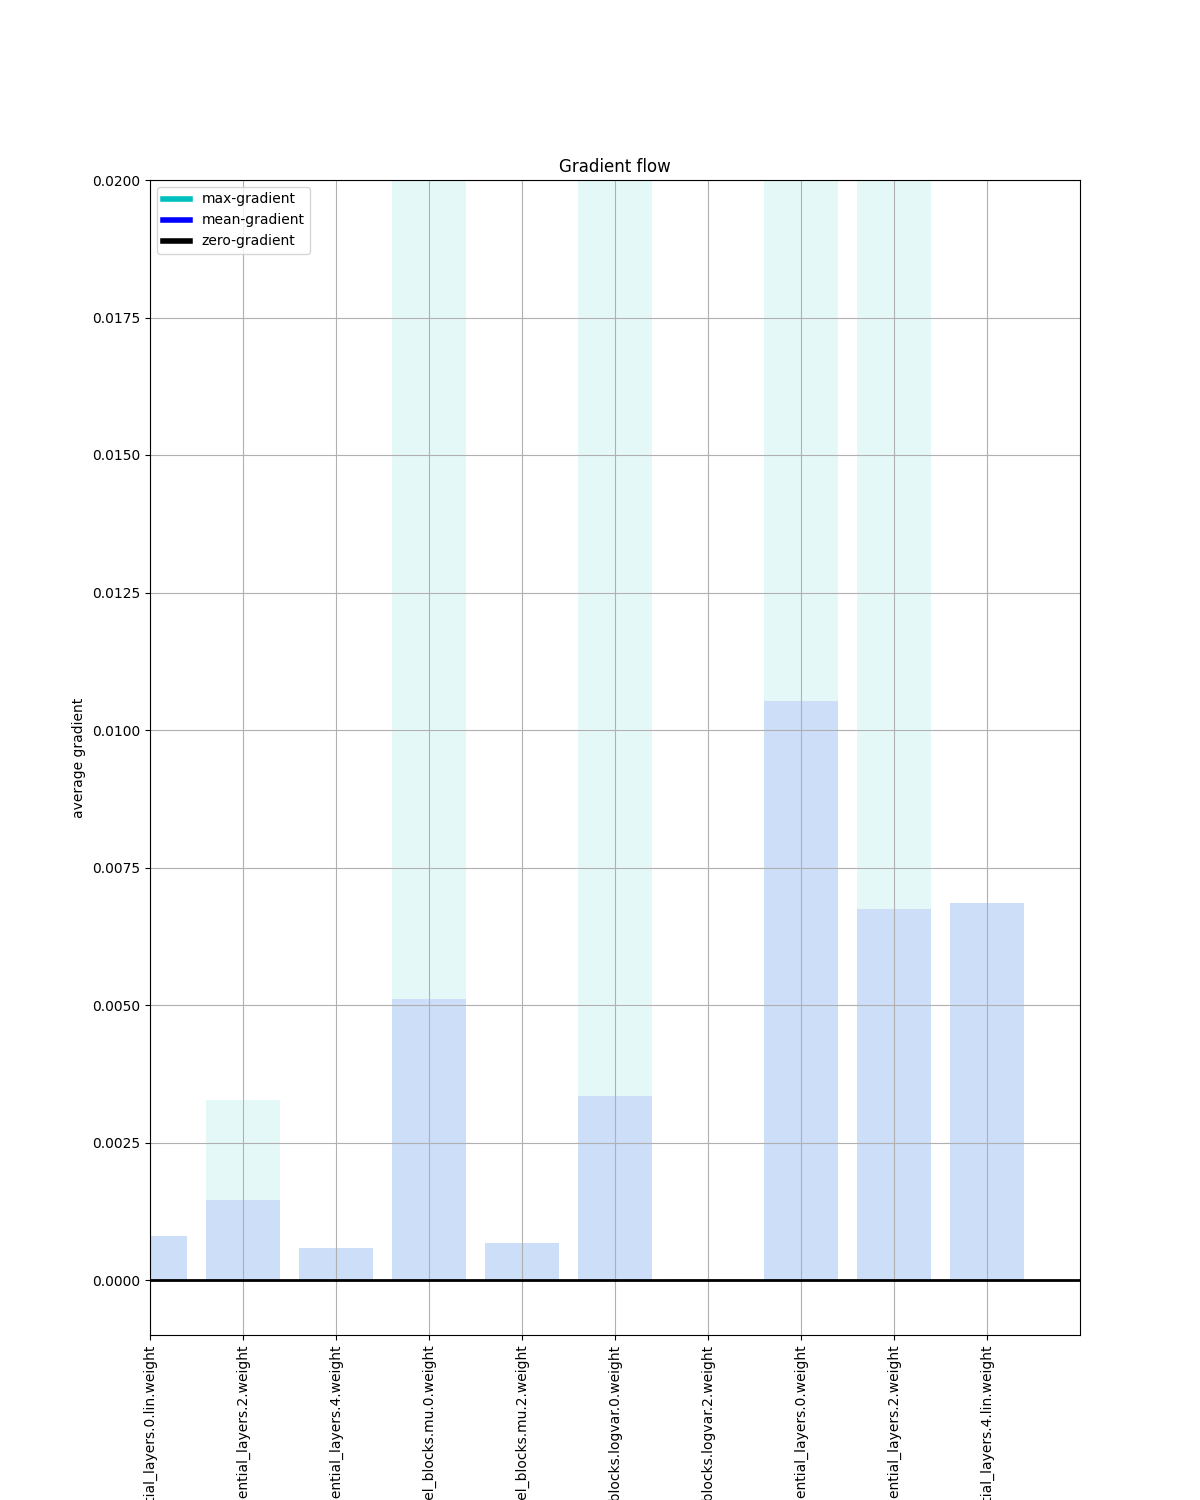 Gradient flow
max-gradient
mean-gradient
zero-gradient
0.0200
0.0175
0.0150
0.0125
0.0100
0.0075
0.0050
0.0025
0.0000
average gradient
tial_layers.0.lin.weight
ential_layers.2.weight
ential_layers.4.weight
el_blocks.mu.0.weight
el_blocks.mu.2.weight
blocks.logvar.0.weight
blocks.logvar.2.weight
ential_layers.0.weight
ential_layers.2.weight
tial_layers.4.lin.weight